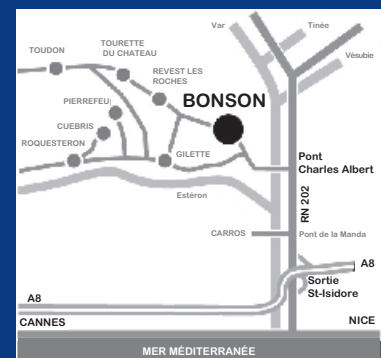 Var
Tinée
Vésubie
TOUDON
TOURETTE
DU CHATEAU
REVEST LES
ROCHES
BONSON
PIERREFEU
CUEBRIS
ROQUESTERON
GILETTE
Pont
Charles Albert
Estéron
RN 202
CARROS
Pont de la Manda
A8
Sortie
St-Isidore
A8
CANNES
NICE
MER MÉDITERRANÉE